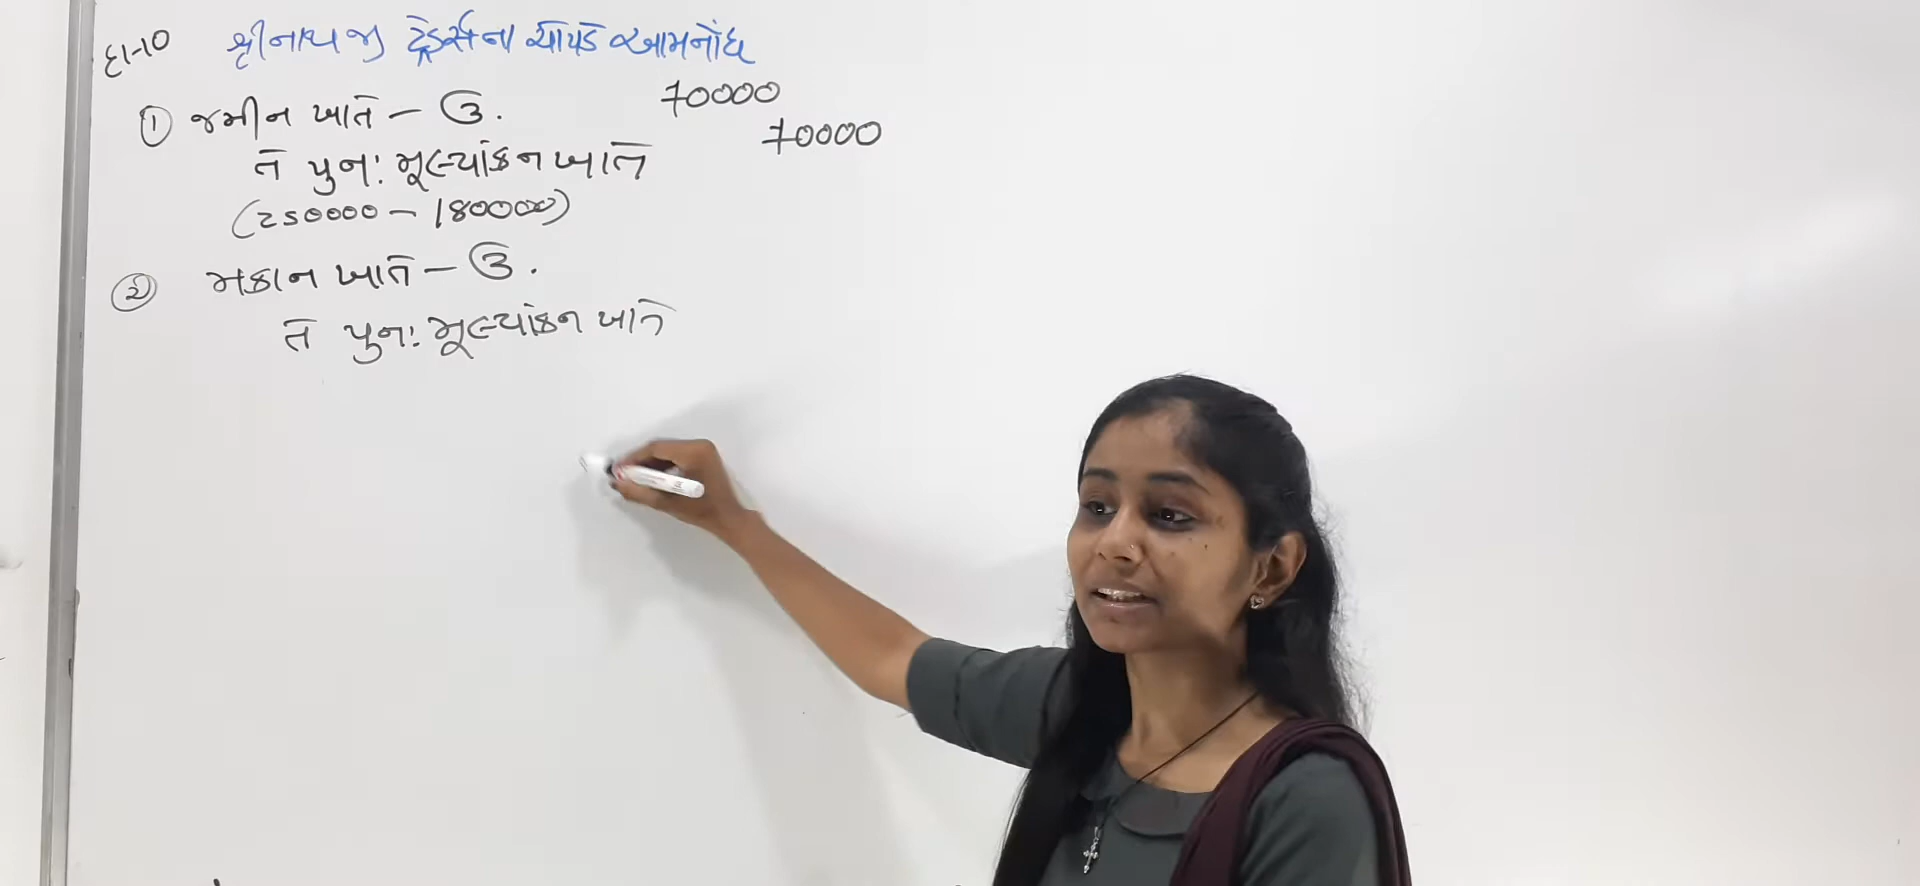 દા-10 શ્રીનાથજી ટ્રેડર્સના ચોપડે આમનોંધ
① જમીન ખાતે – ઉ. 70000
તે પુન: મૂલ્યાંકન ખાતે 70000
(250000 – 180000)
② મકાન ખાતે – ઉ.
તે પુન: મૂલ્યાંકન ખાતે